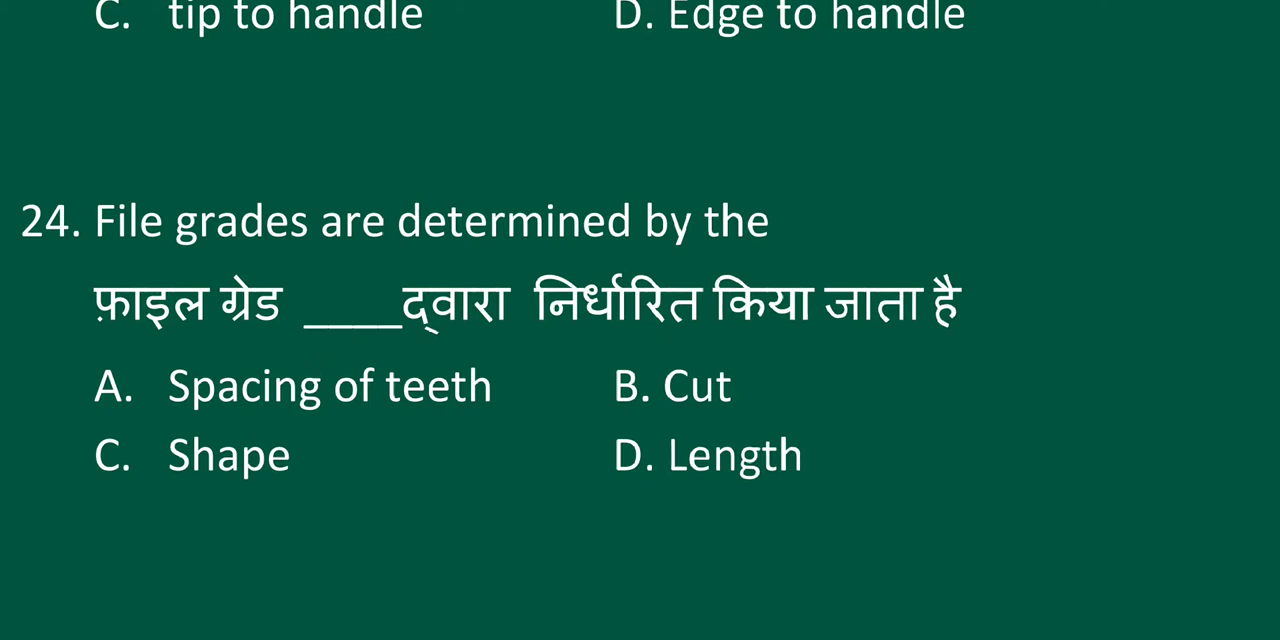 C. tip to handle D. Edge to handle
24. File grades are determined by the
फ़ाइल ग्रेड ____द्वारा निर्धारित किया जाता है
A. Spacing of teeth B. Cut
C. Shape D. Length